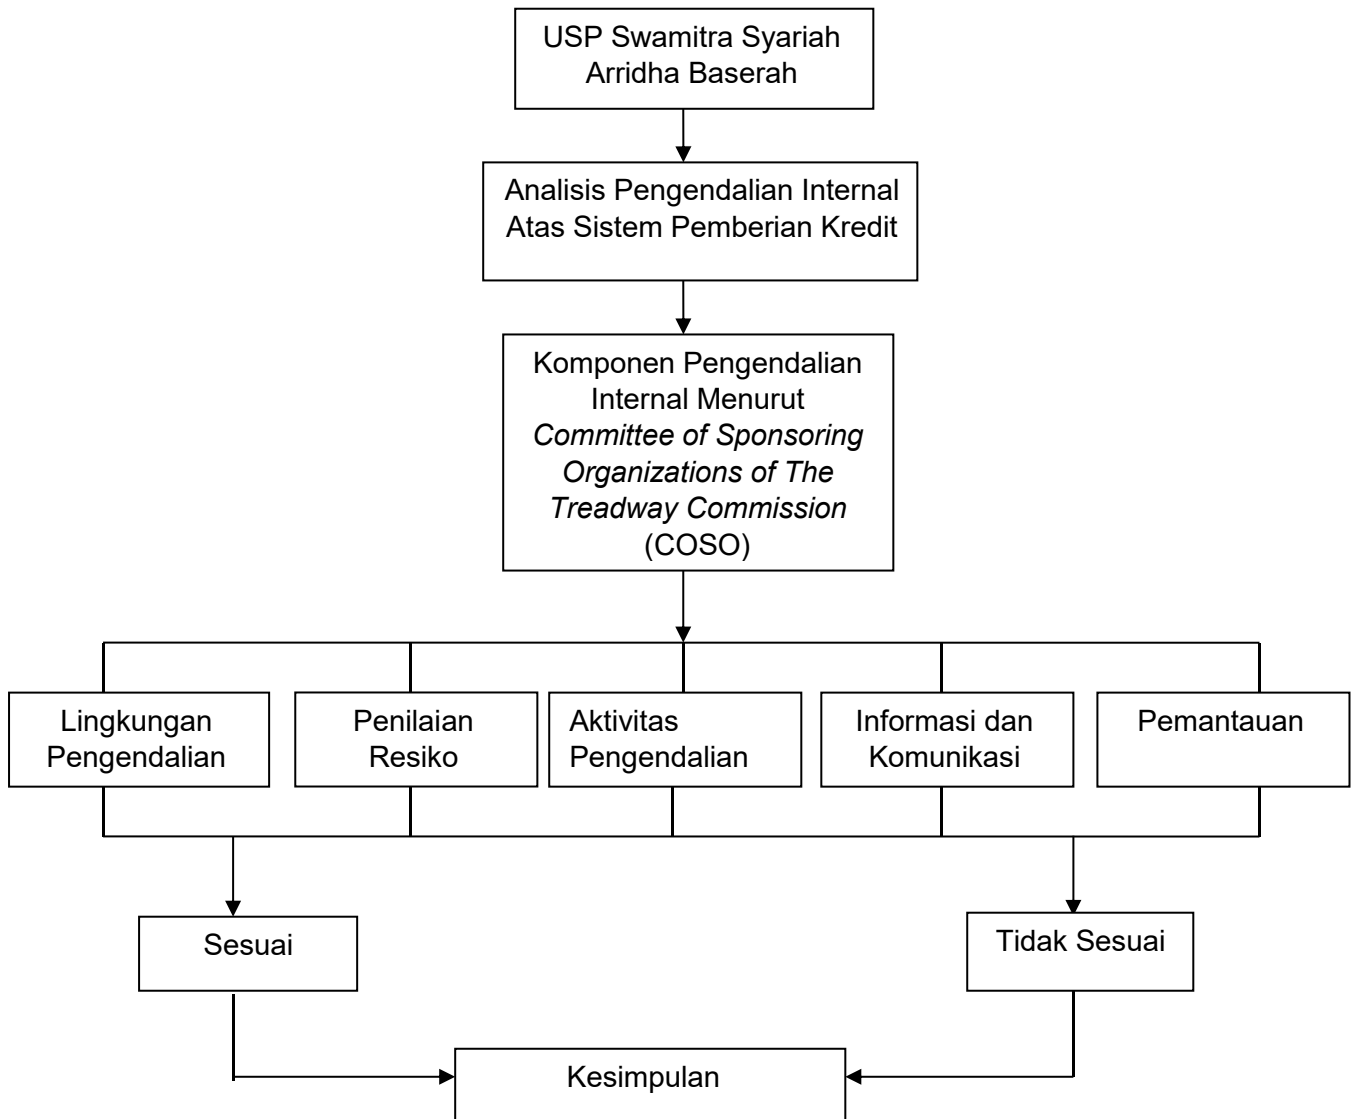 USP Swamitra Syariah
Arridha Baserah
Analisis Pengendalian Internal
Atas Sistem Pemberian Kredit
Komponen Pengendalian
Internal Menurut
Committee of Sponsoring
Organizations of The
Treadway Commission
(COSO)
Lingkungan
Pengendalian
Penilaian
Resiko
Aktivitas
Pengendalian
Informasi dan
Komunikasi
Pemantauan
Sesuai
Tidak Sesuai
Kesimpulan